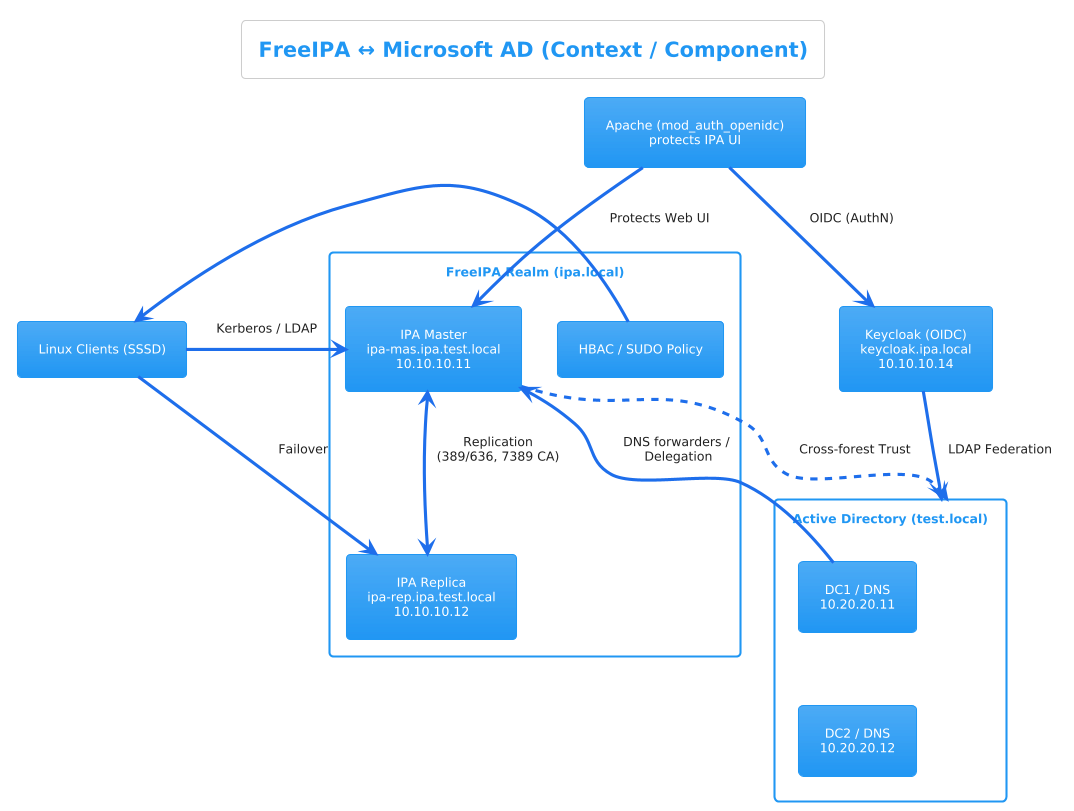 FreeIPA ↔ Microsoft AD (Context / Component)
Apache (mod_auth_openidc)
protects IPA UI
Protects Web UI
OIDC (AuthN)
FreeIPA Realm (ipa.local)
Linux Clients (SSSD)
Kerberos / LDAP
IPA Master
ipa-mas.ipa.test.local
10.10.10.11
HBAC / SUDO Policy
Keycloak (OIDC)
keycloak.ipa.local
10.10.10.14
Failover
Replication
(389/636, 7389 CA)
DNS forwarders /
Delegation
Cross-forest Trust
LDAP Federation
Active Directory (test.local)
IPA Replica
ipa-rep.ipa.test.local
10.10.10.12
DC1 / DNS
10.20.20.11
DC2 / DNS
10.20.20.12